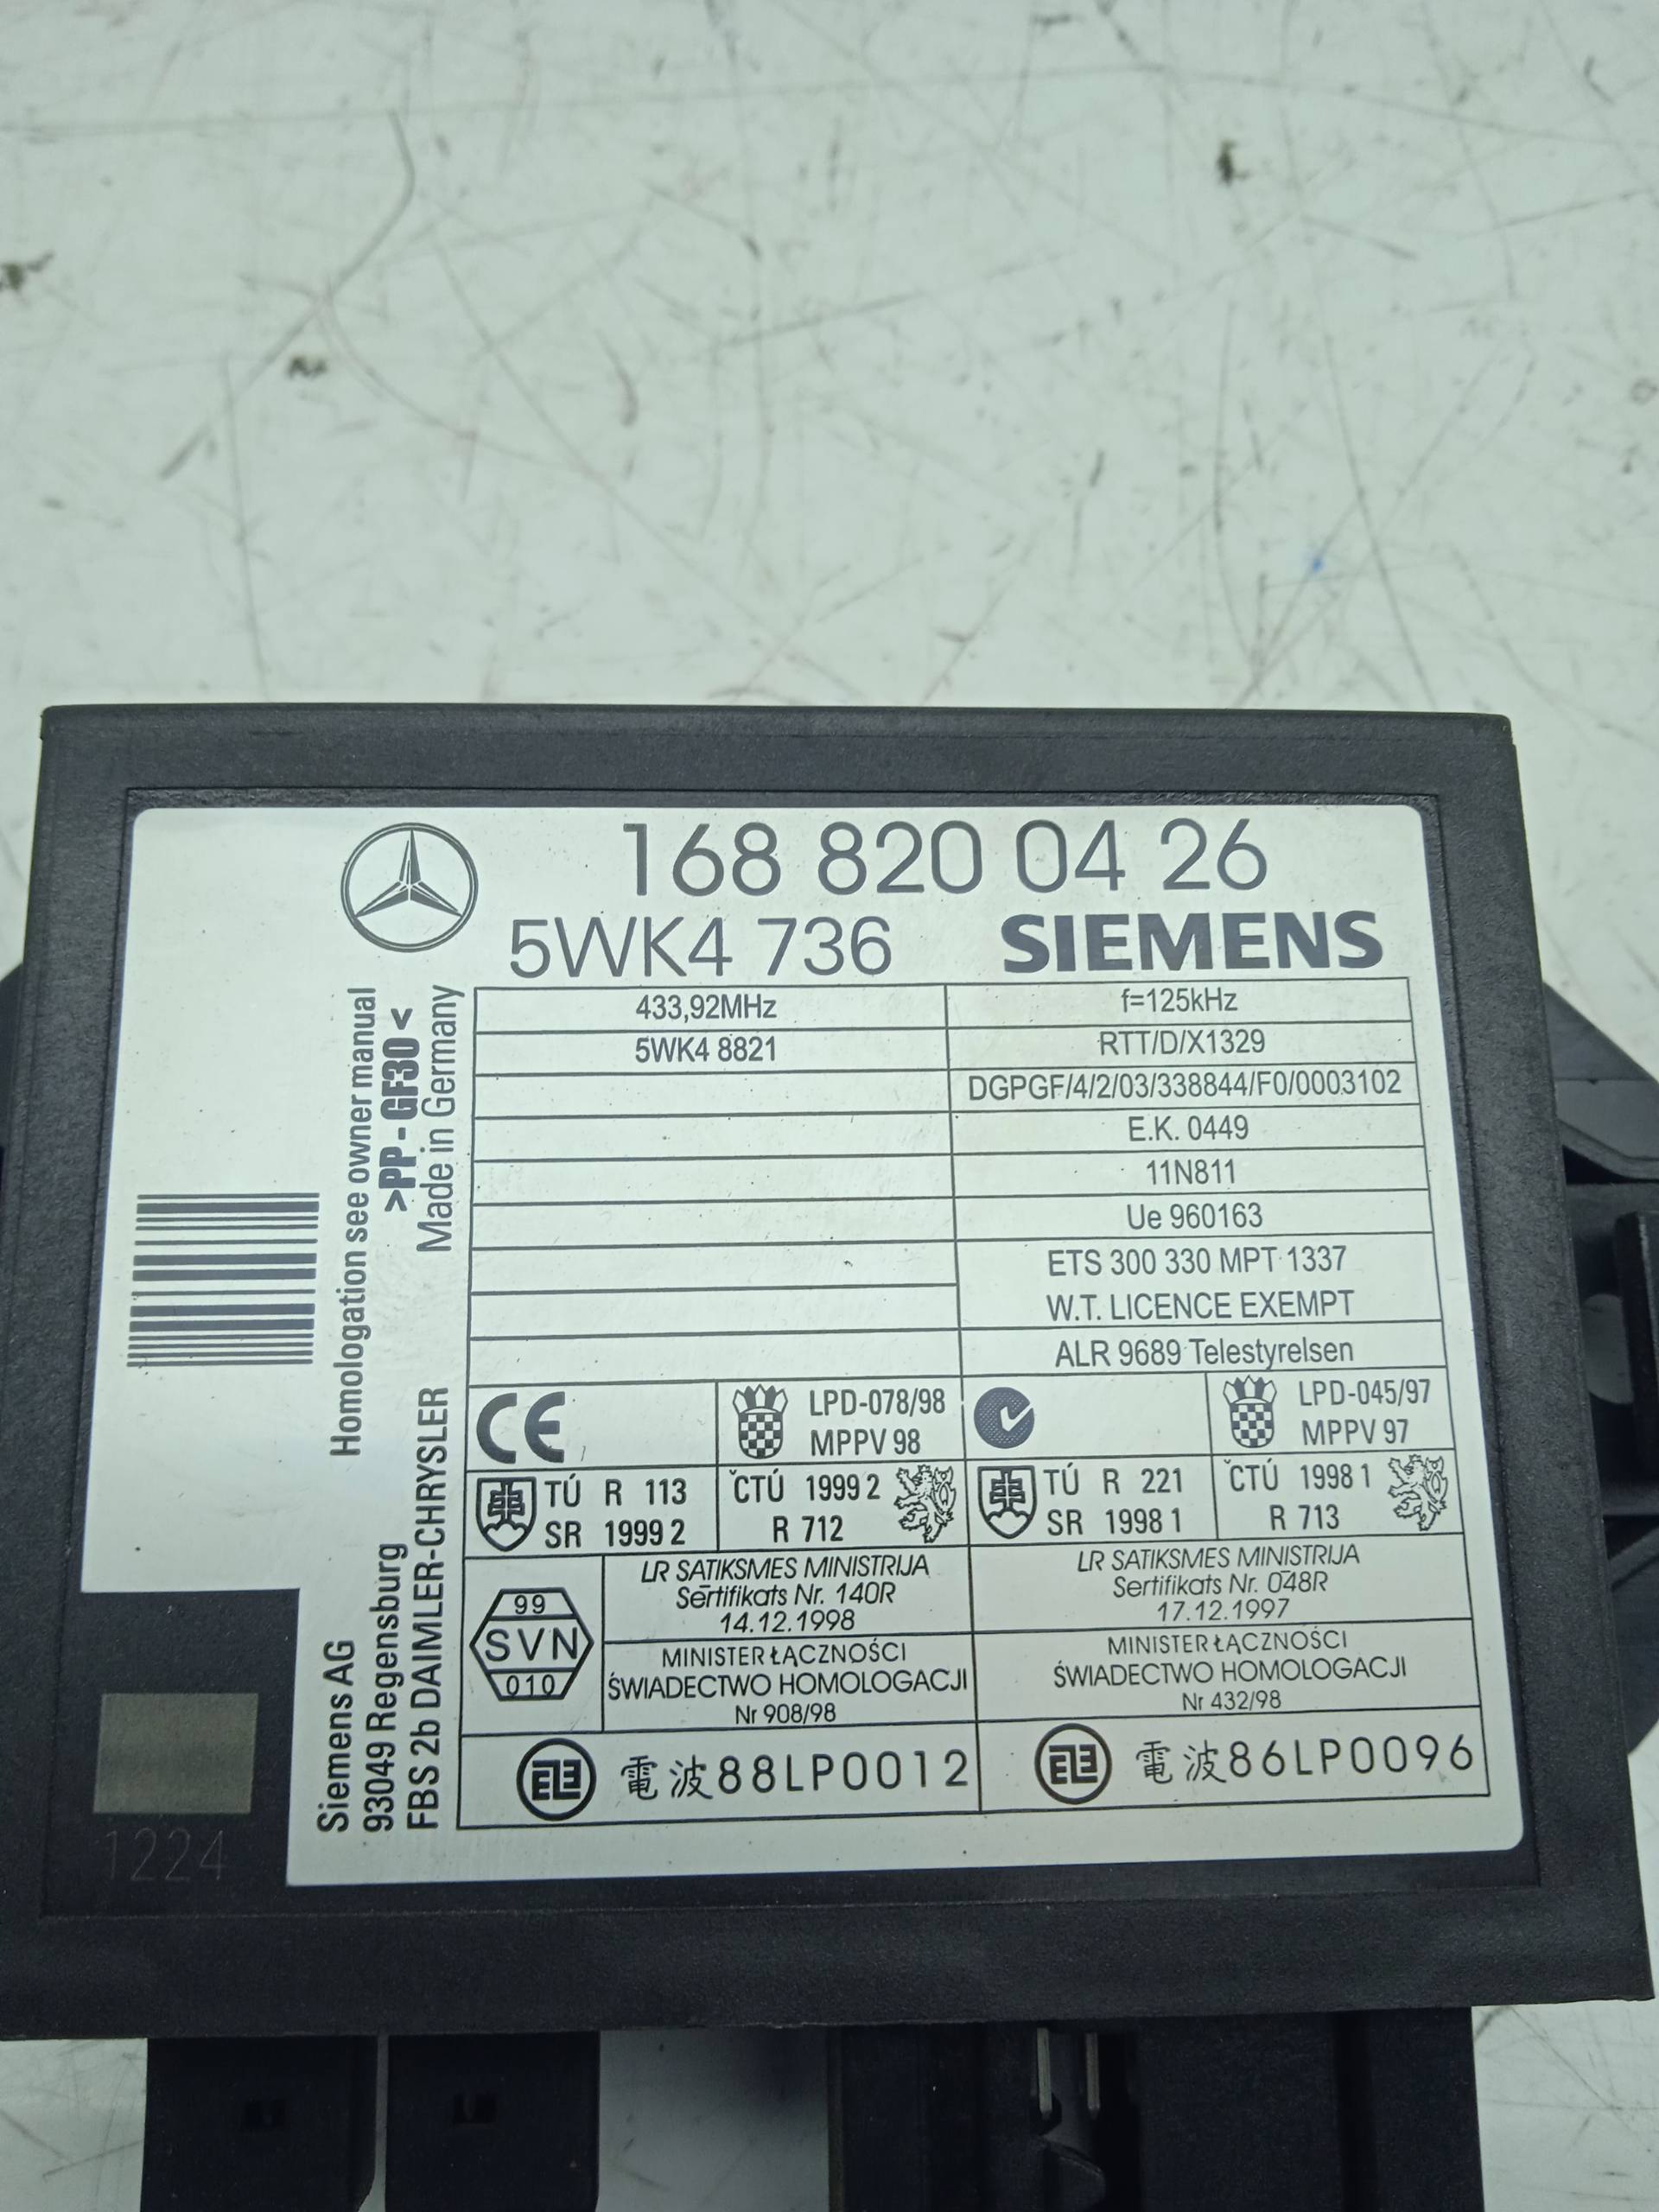 168 820 04 26
5WK4 736 SIEMENS
433,92MHz f=125kHz
5WK4 8821 RTT/D/X1329
DGPGF/4/2/03/338844/F0/0003102
E.K. 0449
11N811
Ue 960163
ETS 300 330 MPT 1337
W.T. LICENCE EXEMPT
ALR 9689 Telestyrelsen
CE LPD-078/98 LPD-045/97
MPPV 98 MPPV 97
TÚ R 113 ČTÚ 1999 2 TÚ R 221 ČTÚ 1998 1
SR 1999 2 R 712 SR 1998 1 R 713
LR SATIKSMES MINISTRIJA LR SATIKSMES MINISTRIJA
Sērtifikats Nr. 140R Sertifikats Nr. 048R
14.12.1998 17.12.1997
99
SVN
010
MINISTER ŁĄCZNOŚCI MINISTER ŁĄCZNOŚCI
ŚWIADECTWO HOMOLOGACJI ŚWIADECTWO HOMOLOGACJI
Nr 908/98 Nr 432/98
電波88LP0012 電波86LP0096
Homologation see owner manual
>PP-GF30<
Made in Germany
Siemens AG
93049 Regensburg
FBS 2b DAIMLER-CHRYSLER
1224